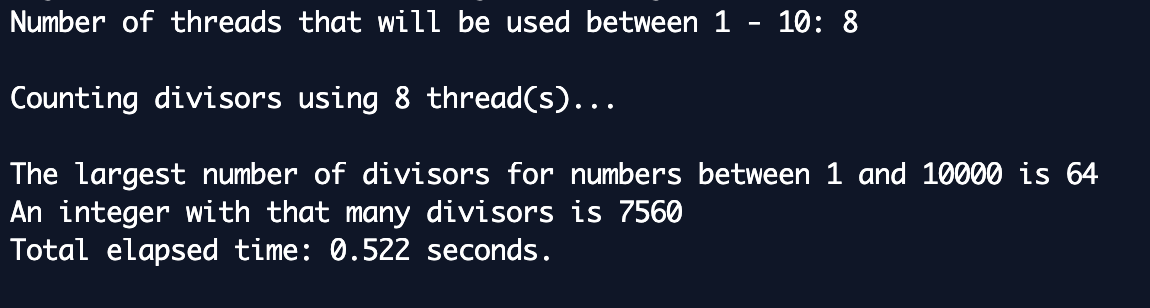 Number of threads that will be used between 1 - 10: 8
Counting divisors using 8 thread(s)...
The largest number of divisors for numbers between 1 and 10000 is 64
An integer with that many divisors is 7560
Total elapsed time: 0.522 seconds.